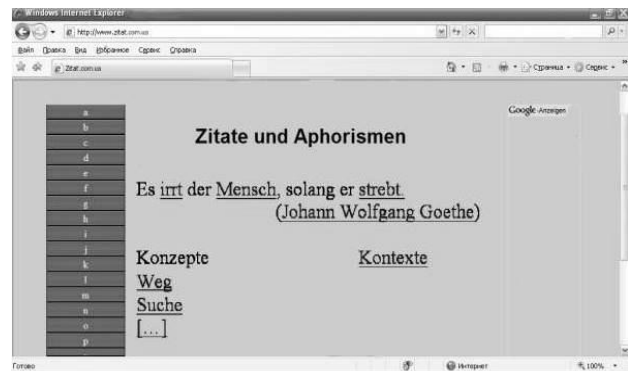 Windows Internet Explorer
http://www.zitat.com.ua
Файл Правка Вид Избранное Сервис Справка
Zitat.com.ua
Страница Сервис
Google-Anzeigen
a
b
c
d
e
f
g
h
i
j
k
l
m
n
o
p
Zitate und Aphorismen
Es irrt der Mensch, solang er strebt.
(Johann Wolfgang Goethe)
Konzepte Kontexte
Weg
Suche
[...]
Готово Интернет 100%